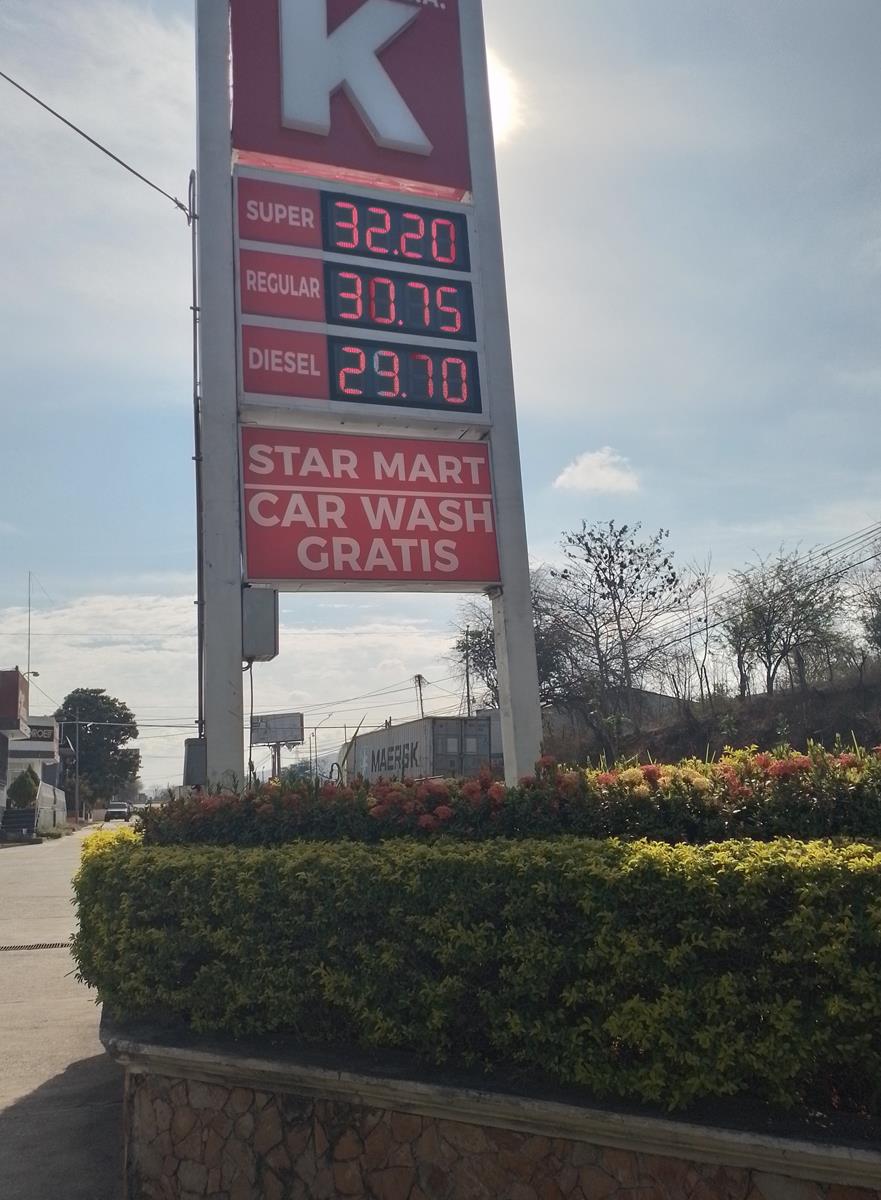 K
SUPER 32.20
REGULAR 30.75
DIESEL 29.70
STAR MART
CAR WASH
GRATIS
MAERSK